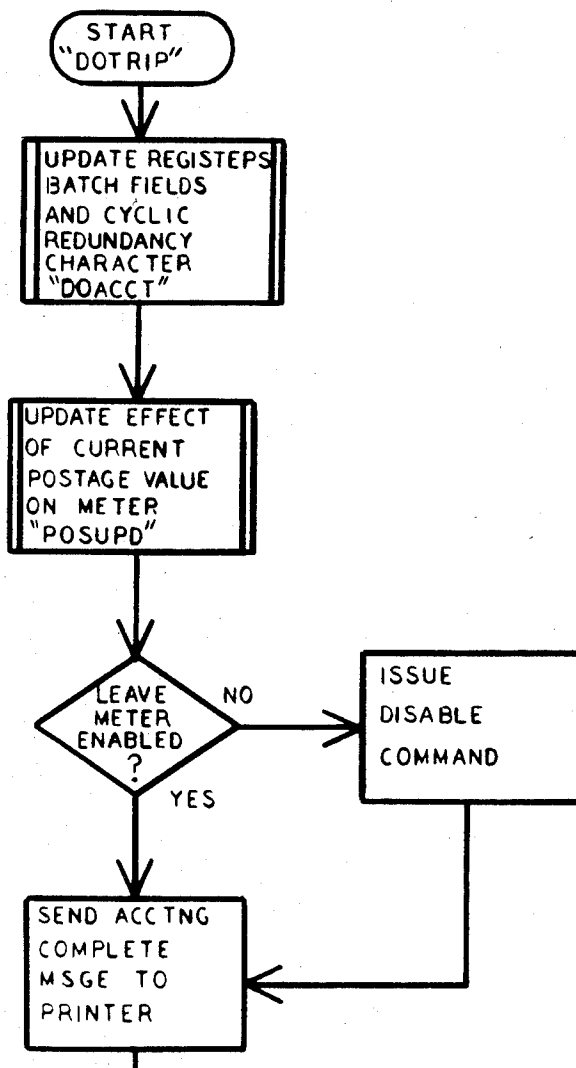 START
"DOTRIP"
UPDATE REGISTEPS
BATCH FIELDS
AND CYCLIC
REDUNDANCY
CHARACTER
"DOACCT"
UPDATE EFFECT
OF CURRENT
POSTAGE VALUE
ON METER
"POSUPD"
LEAVE
METER
ENABLED
?
NO
YES
ISSUE
DISABLE
COMMAND
SEND ACCTNG
COMPLETE
MSGE TO
PRINTER